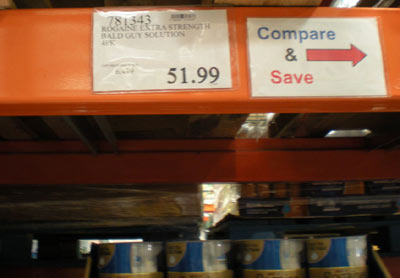 781343
ROGAINE EXTRA STRENGTH
BALD GUY SOLUTION
51.99
Compare
&
Save